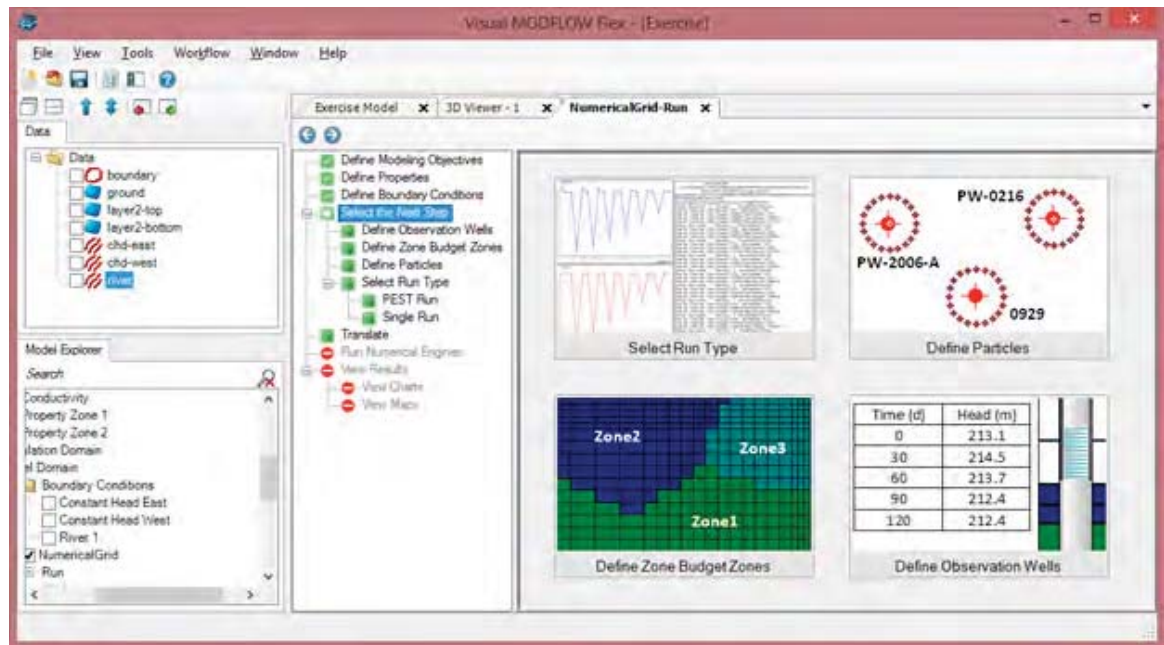 Visual MODFLOW Flex - [Exercise]
File View Tools Workflow Window Help
Exercise Model 3D Viewer - 1 NumericalGrid-Run
Data
Data
boundary
ground
layer2-top
layer2-bottom
chd-east
chd-west
river
Model Explorer
Search
Conductivity
Property Zone 1
Property Zone 2
lation Domain
el Domain
Boundary Conditions
Constant Head East
Constant Head West
River 1
NumericalGrid
Run
Define Modeling Objectives
Define Properties
Define Boundary Conditions
Select the Next Step
Define Observation Wells
Define Zone Budget Zones
Define Particles
Select Run Type
PEST Run
Single Run
Translate
Run Numerical Engines
View Results
View Charts
View Maps
Select Run Type
PW-0216
PW-2006-A
0929
Define Particles
Zone2
Zone3
Zone1
Define Zone Budget Zones
Time (d) Head (m)
0 213.1
30 214.5
60 213.7
90 212.4
120 212.4
Define Observation Wells